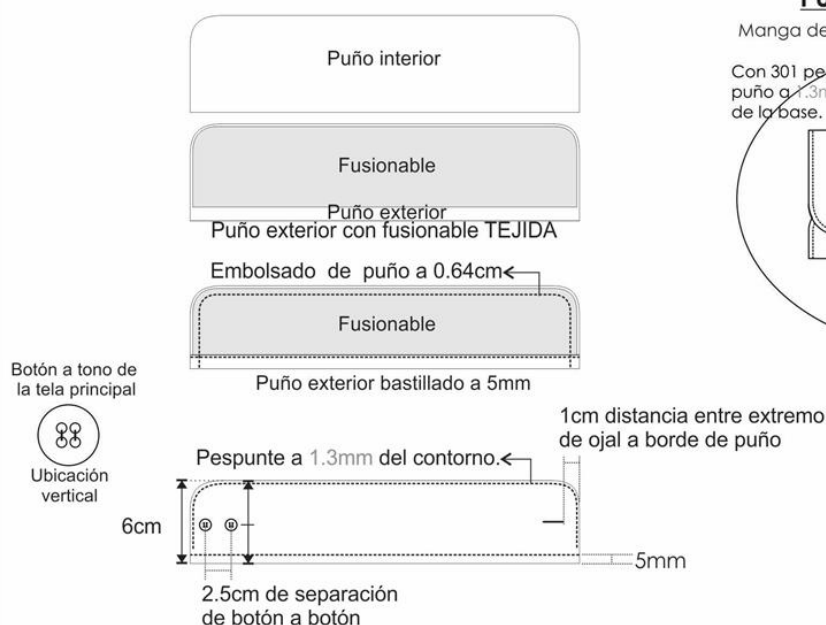 Puño interior
Manga de
Con 301 pe
puño a 1.3m
de la base.
Fusionable
Puño exterior
Puño exterior con fusionable TEJIDA
Embolsado de puño a 0.64cm
Fusionable
Botón a tono de
la tela principal
Ubicación
vertical
Puño exterior bastillado a 5mm
1cm distancia entre extremo
de ojal a borde de puño
Pespunte a 1.3mm del contorno.
6cm
5mm
2.5cm de separación
de botón a botón